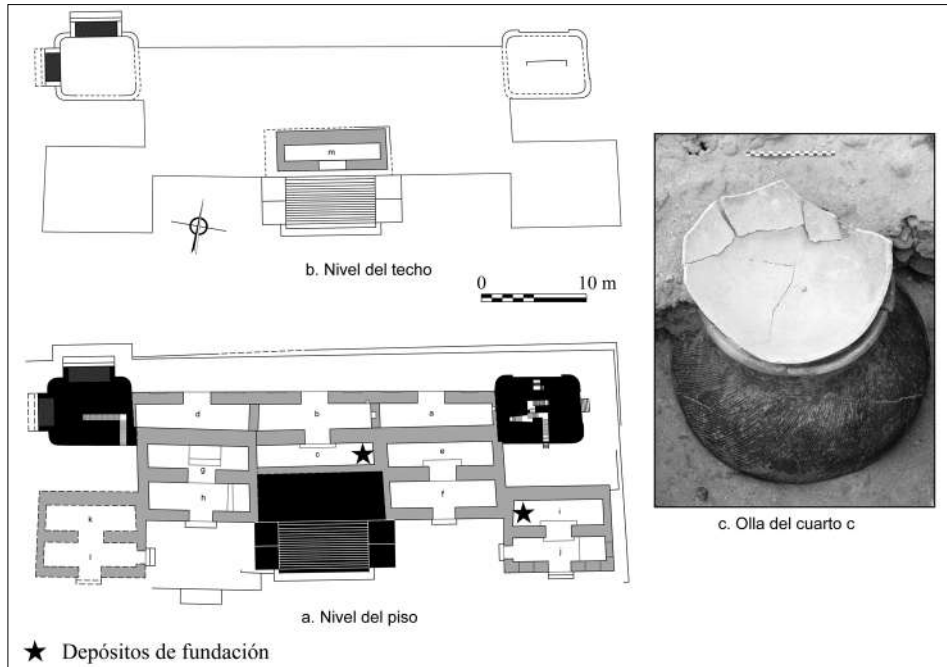 m
b. Nivel del techo
0 10 m
d b a
c e
g
h f
k i
l j
a. Nivel del piso
c. Olla del cuarto c
★ Depósitos de fundación